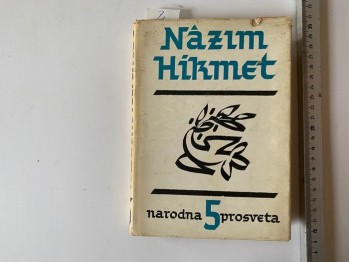 Nâzım
Hikmet
narodna 5 prosveta